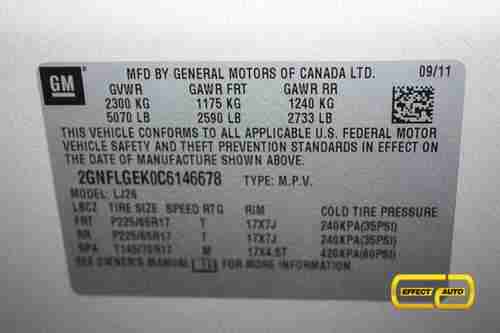 GM
MFD BY GENERAL MOTORS OF CANADA LTD. 09/11
GVWR GAWR FRT GAWR RR
2300 KG 1175 KG 1240 KG
5070 LB 2590 LB 2733 LB
THIS VEHICLE CONFORMS TO ALL APPLICABLE U.S. FEDERAL MOTOR
VEHICLE SAFETY AND THEFT PREVENTION STANDARDS IN EFFECT ON
THE DATE OF MANUFACTURE SHOWN ABOVE.
2GNFLGEK0C6146678 TYPE: M.P.V.
MODEL: LJ26
LBCZ TIRE SIZE SPEED RTG RIM COLD TIRE PRESSURE
FRT P225/65R17 T 17X7J 240KPA(35PSI)
RR P225/65R17 T 17X7J 240KPA(35PSI)
SPA T145/70R17 M 17X4.5T 420KPA(60PSI)
SEE OWNER'S MANUAL FOR MORE INFORMATION.
EFFECT AUTO